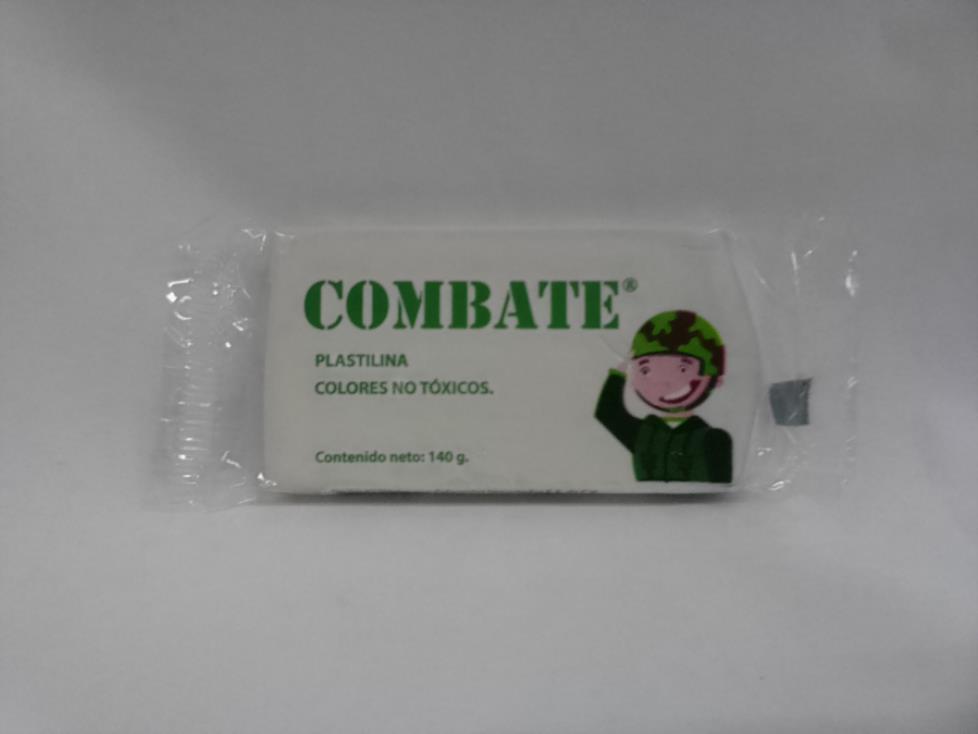 COMBATE®
PLASTILINA
COLORES NO TÓXICOS.
Contenido neto: 140 g.